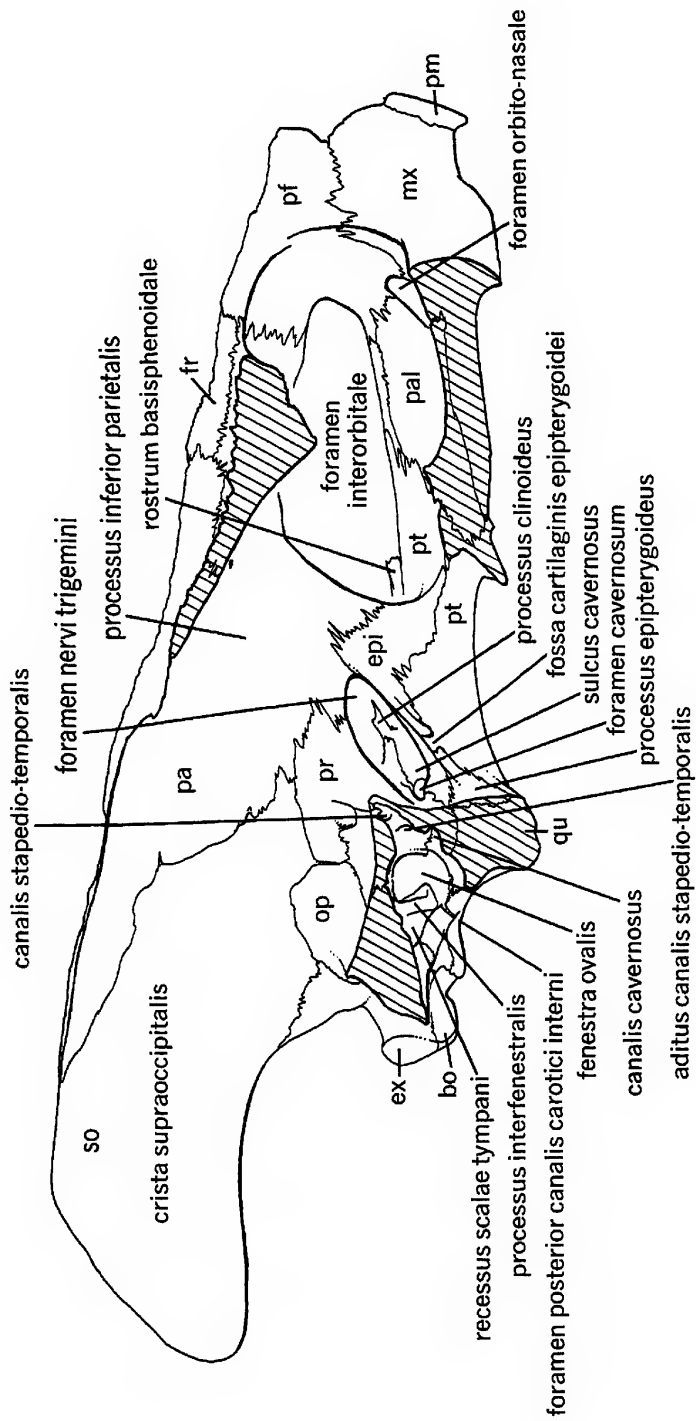 canalis stapedio-temporalis
foramen nervi trigemini
processus inferior parietalis
rostrum basisphenoidale
fr
pf
pm
mx
foramen orbito-nasale
foramen
interorbitale
pal
pt
pt
epi
pa
pr
op
so
crista supraoccipitalis
ex
bo
qu
processus clinoideus
fossa cartilaginis epipterygoidei
sulcus cavernosus
foramen cavernosum
processus epipterygoideus
recessus scalae tympani
processus interfenestralis
foramen posterior canalis carotici interni
fenestra ovalis
canalis cavernosus
aditus canalis stapedio-temporalis